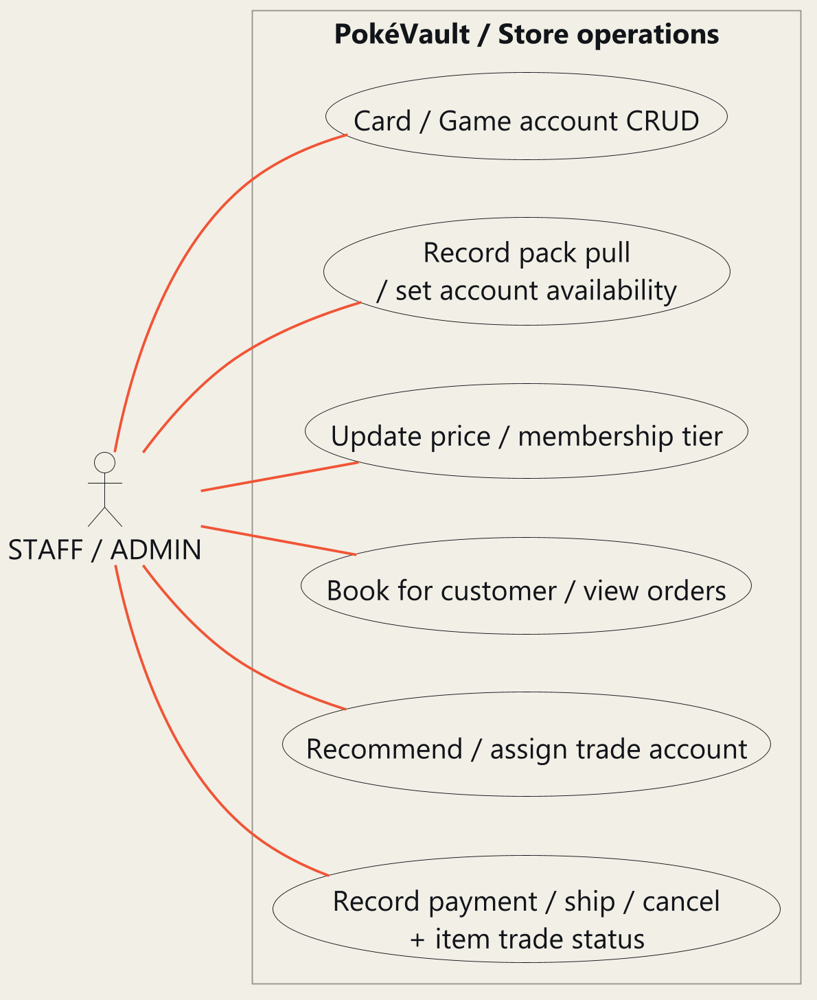 PokéVault / Store operations
Card / Game account CRUD
Record pack pull
/ set account availability
Update price / membership tier
STAFF / ADMIN
Book for customer / view orders
Recommend / assign trade account
Record payment / ship / cancel
+ item trade status